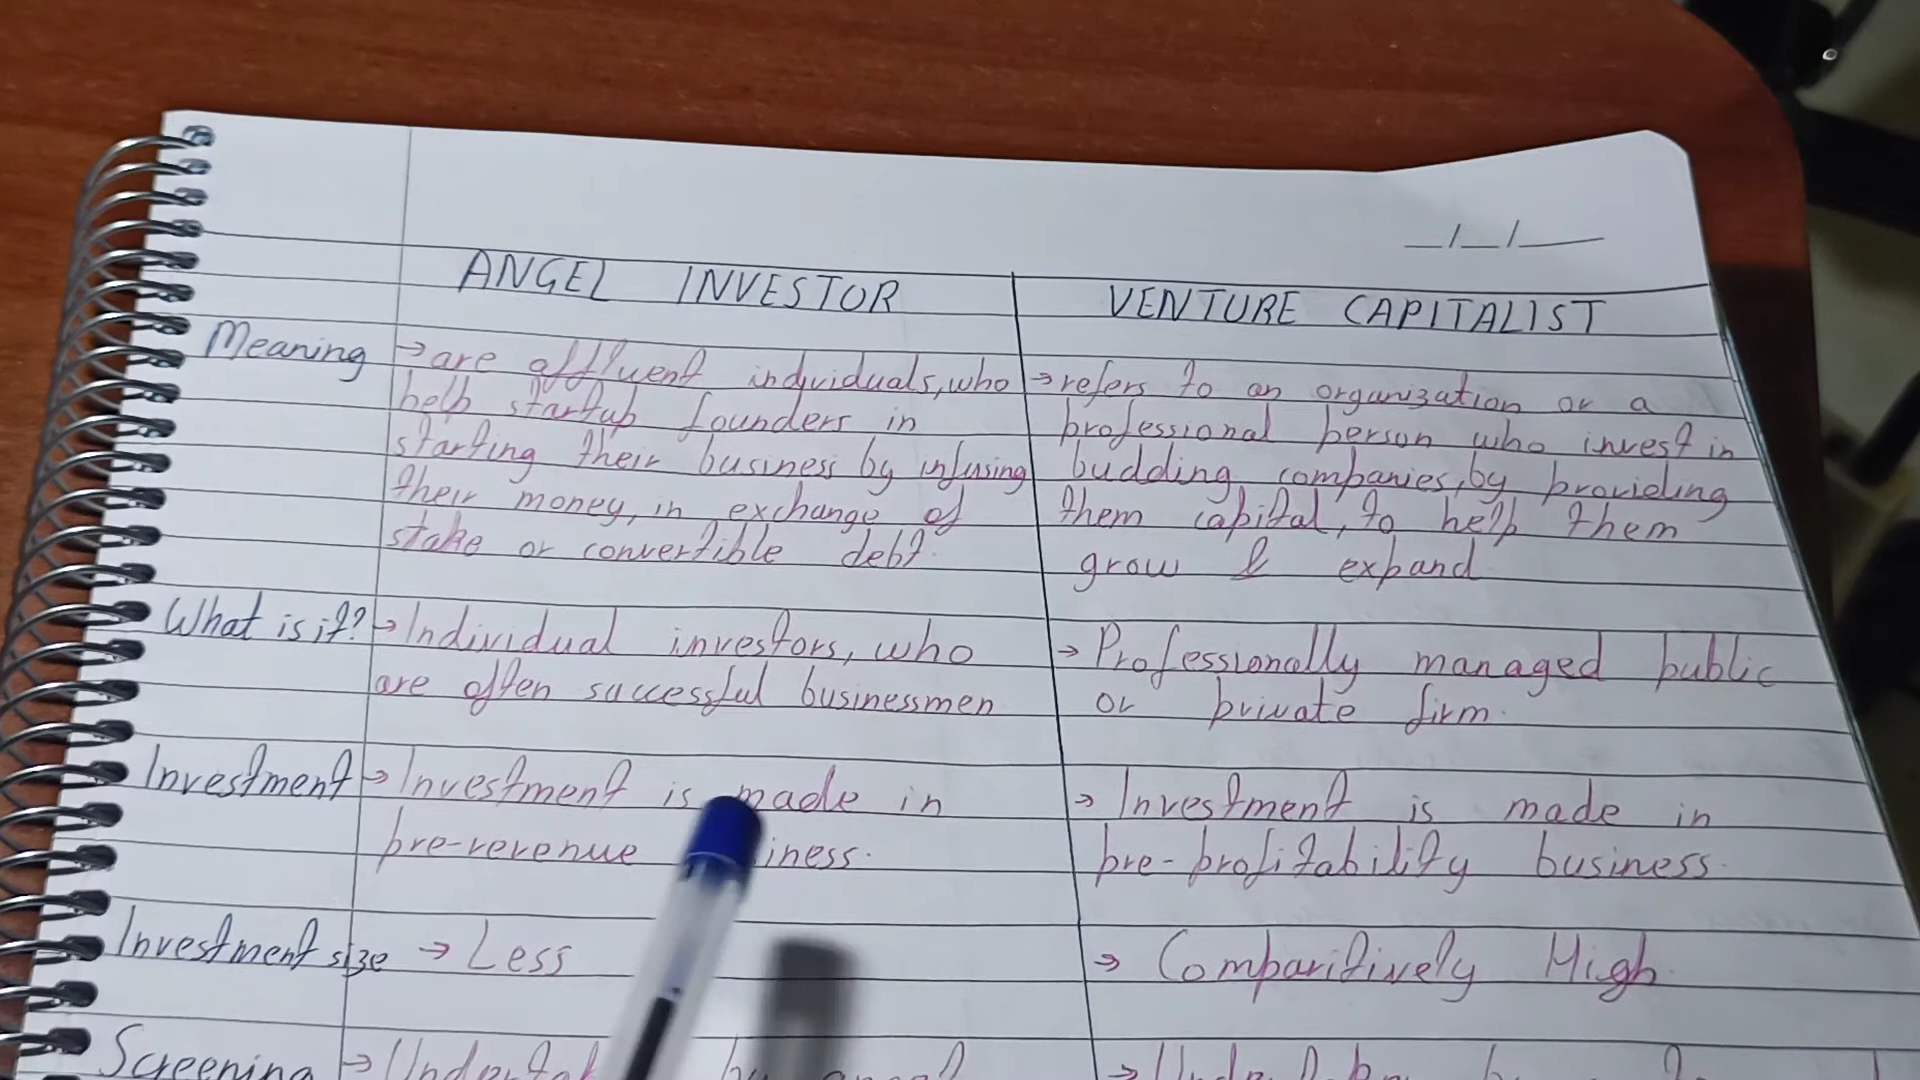 __/__/____
ANGEL INVESTOR VENTURE CAPITALIST
Meaning → are affluent individuals, who → refers to an organization or a
help startup founders in professional person who invest in
starting their business by infusing budding companies, by providing
their money, in exchange of them capital, to help them
stake or convertible debt. grow & expand
What is it? → Individual investors, who → Professionally managed public
are often successful businessmen or private firm.
Investment → Investment is made in → Investment is made in
pre-revenue iness. pre-profitability business.
Investment size → Less → Comparitively High.
Screening → by →